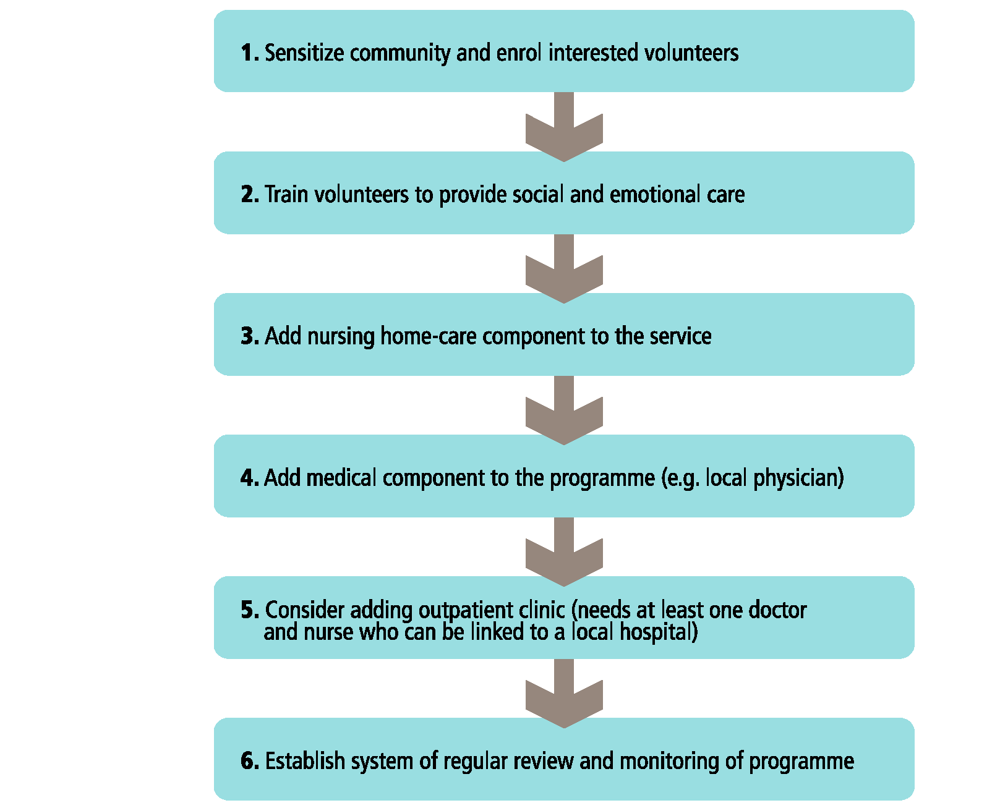 1. Sensitize community and enrol interested volunteers
2. Train volunteers to provide social and emotional care
3. Add nursing home-care component to the service
4. Add medical component to the programme (e.g. local physician)
5. Consider adding outpatient clinic (needs at least one doctor
and nurse who can be linked to a local hospital)
6. Establish system of regular review and monitoring of programme